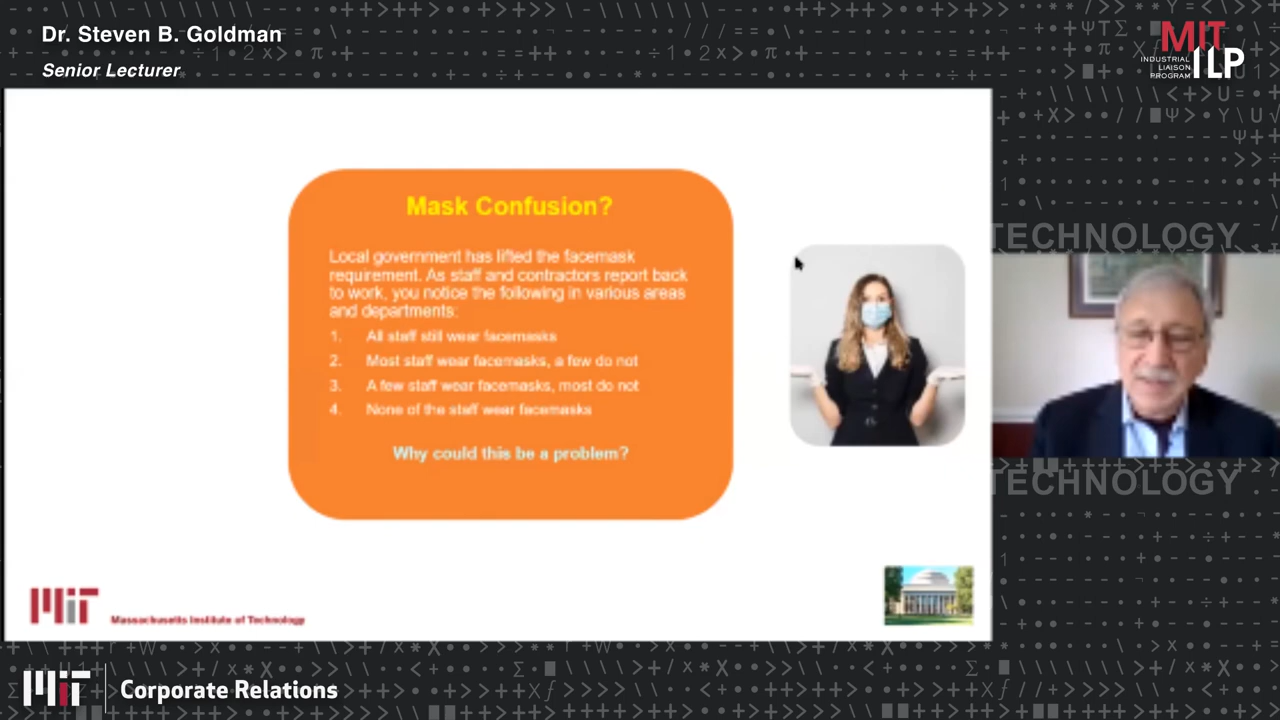 Dr. Steven B. Goldman
Senior Lecturer
MIT
ILP
INDUSTRIAL
LIAISON
PROGRAM
Mask Confusion?
Local government has lifted the facemask
requirement. As staff and contractors report back
to work, you notice the following in various areas
and departments:
1. All staff still wear facemasks
2. Most staff wear facemasks, a few do not
3. A few staff wear facemasks, most do not
4. None of the staff wear facemasks
Why could this be a problem?
TECHNOLOGY
TECHNOLOGY
MIT
Massachusetts Institute of Technology
MIT
Corporate Relations